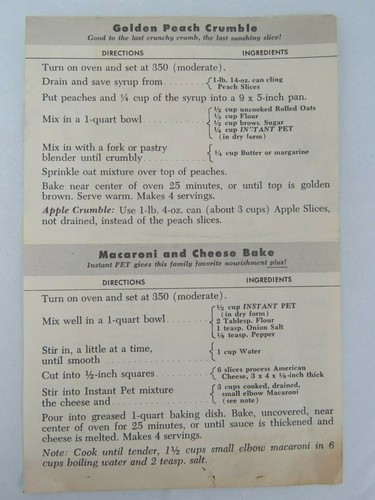 Golden Peach Crumble
Good to the last crunchy crumb, the last sunshiny slice!
DIRECTIONS INGREDIENTS
Turn on oven and set at 350 (moderate).
Drain and save syrup from 1-lb. 14-oz. can cling
Peach Slices
Put peaches and ¼ cup of the syrup into a 9 x 5-inch pan.
Mix in a 1-quart bowl ½ cup uncooked Rolled Oats
¼ cup Flour
½ cup brown Sugar
¼ cup INSTANT PET
(in dry form)
Mix in with a fork or pastry
blender until crumbly ¼ cup Butter or margarine
Sprinkle oat mixture over top of peaches.
Bake near center of oven 25 minutes, or until top is golden
brown. Serve warm. Makes 4 servings.
Apple Crumble: Use 1-lb. 4-oz. can (about 3 cups) Apple Slices,
not drained, instead of the peach slices.
Macaroni and Cheese Bake
Instant PET gives this family favorite nourishment plus!
DIRECTIONS INGREDIENTS
Turn on oven and set at 350 (moderate).
Mix well in a 1-quart bowl ½ cup INSTANT PET
(in dry form)
2 Tablesp. Flour
1 teasp. Onion Salt
⅛ teasp. Pepper
Stir in, a little at a time,
until smooth 1 cup Water
Cut into ½-inch squares 6 slices process American
Cheese, 3 x 4 x ⅛-inch thick
Stir into Instant Pet mixture
the cheese and 3 cups cooked, drained,
small elbow Macaroni
(see note)
Pour into greased 1-quart baking dish. Bake, uncovered, near
center of oven for 25 minutes, or until sauce is thickened and
cheese is melted. Makes 4 servings.
Note: Cook until tender, 1½ cups small elbow macaroni in 6
cups boiling water and 2 teasp. salt.